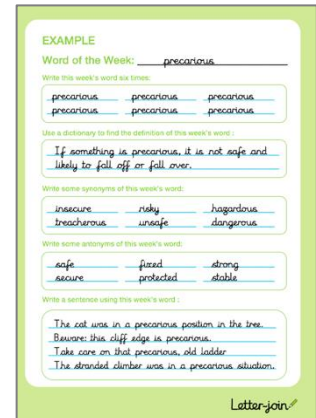 EXAMPLE
Word of the Week: precarious
Write this week's word six times:
precarious precarious precarious
precarious precarious precarious
Use a dictionary to find the definition of this week's word :
If something is precarious, it is not safe and
likely to fall off or fall over.
Write some synonyms of this week's word:
insecure risky hazardous
treacherous unsafe dangerous
Write some antonyms of this week's word:
safe fixed strong
secure protected stable
Write a sentence using this week's word :
The cat was in a precarious position in the tree.
Beware: this cliff edge is precarious.
Take care on that precarious, old ladder
The stranded climber was in a precarious situation.
Letter-join